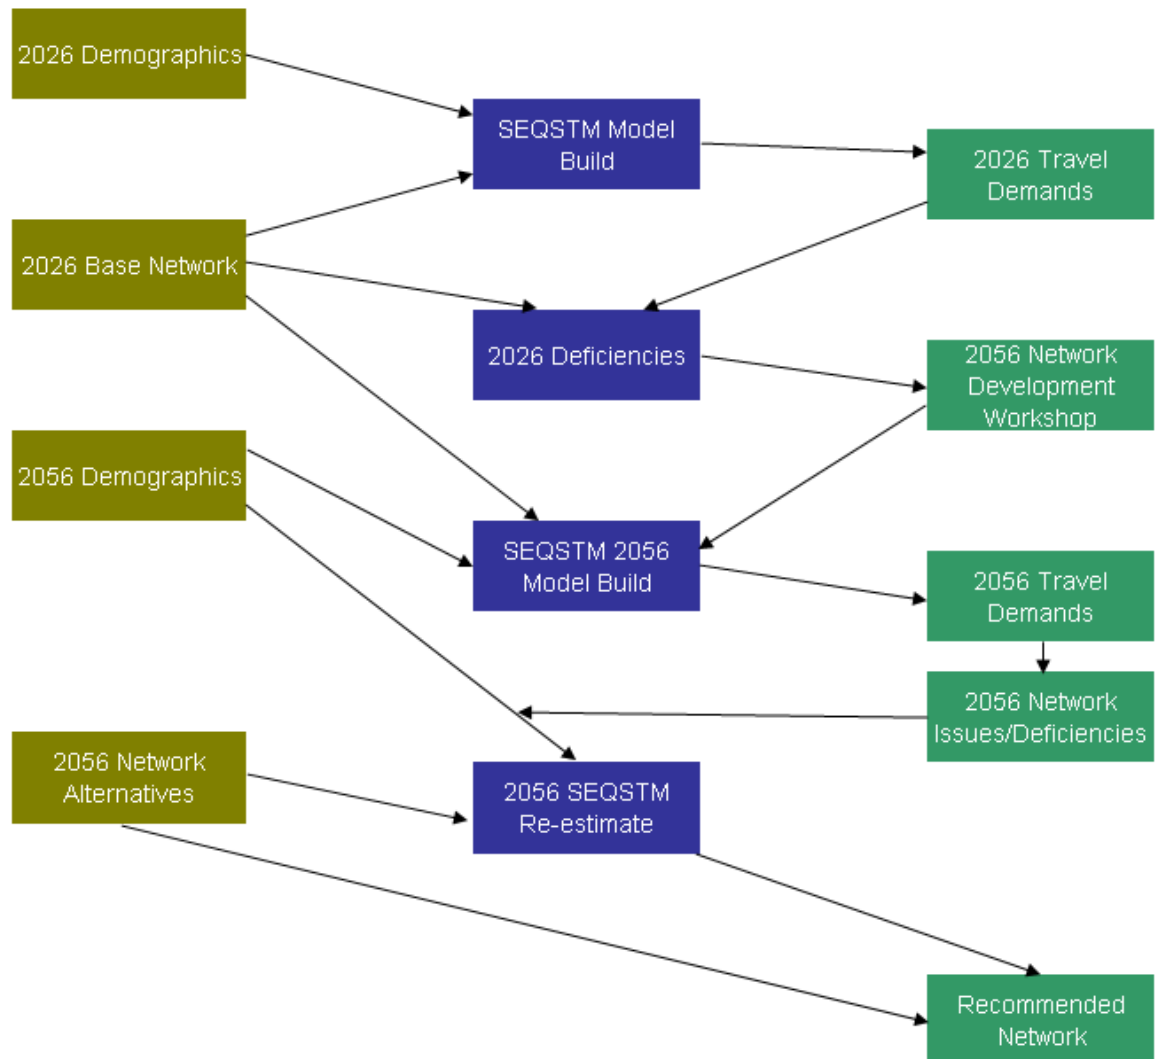 2026 Demographics
SEQSTM Model
Build
2026 Travel
Demands
2026 Base Network
2026 Deficiencies
2056 Network
Development
Workshop
2056 Demographics
SEQSTM 2056
Model Build
2056 Travel
Demands
2056 Network
Issues/Deficiencies
2056 Network
Alternatives
2056 SEQSTM
Re-estimate
Recommended
Network